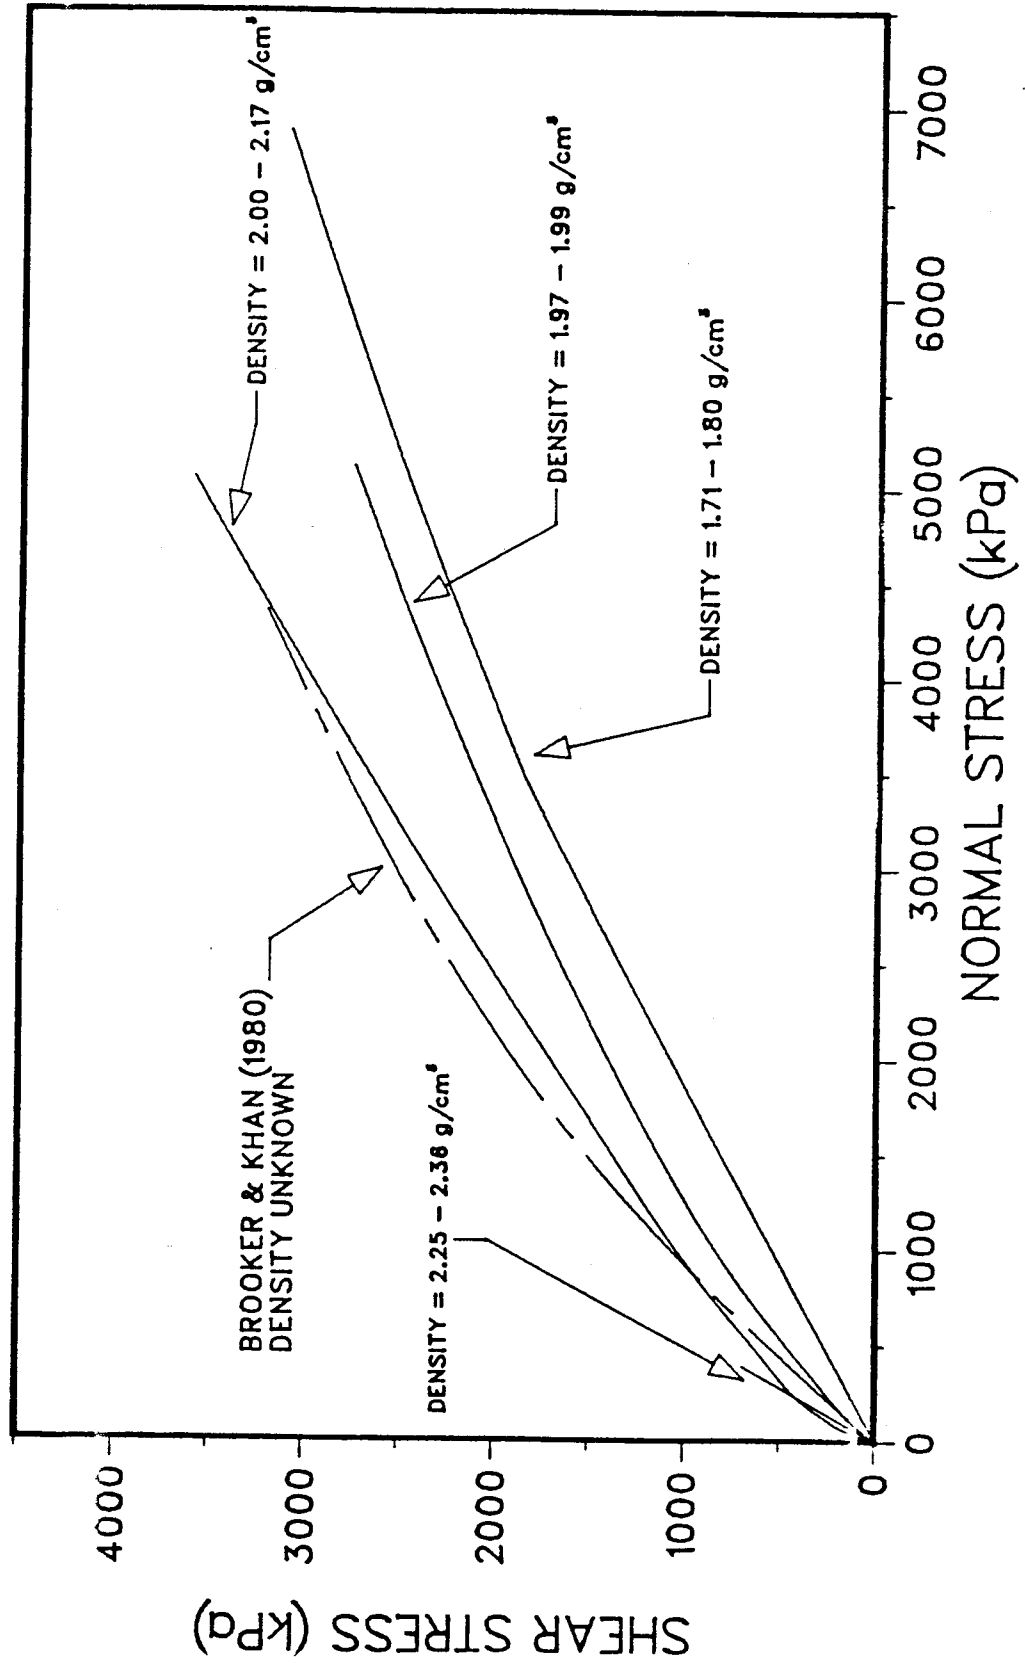 SHEAR STRESS (kPa)
4000
3000
2000
1000
0
BROOKER & KHAN (1980)
DENSITY UNKNOWN
DENSITY = 2.00 – 2.17 g/cm³
DENSITY = 2.25 – 2.38 g/cm³
DENSITY = 1.97 – 1.99 g/cm³
DENSITY = 1.71 – 1.80 g/cm³
0 1000 2000 3000 4000 5000 6000 7000
NORMAL STRESS (kPa)